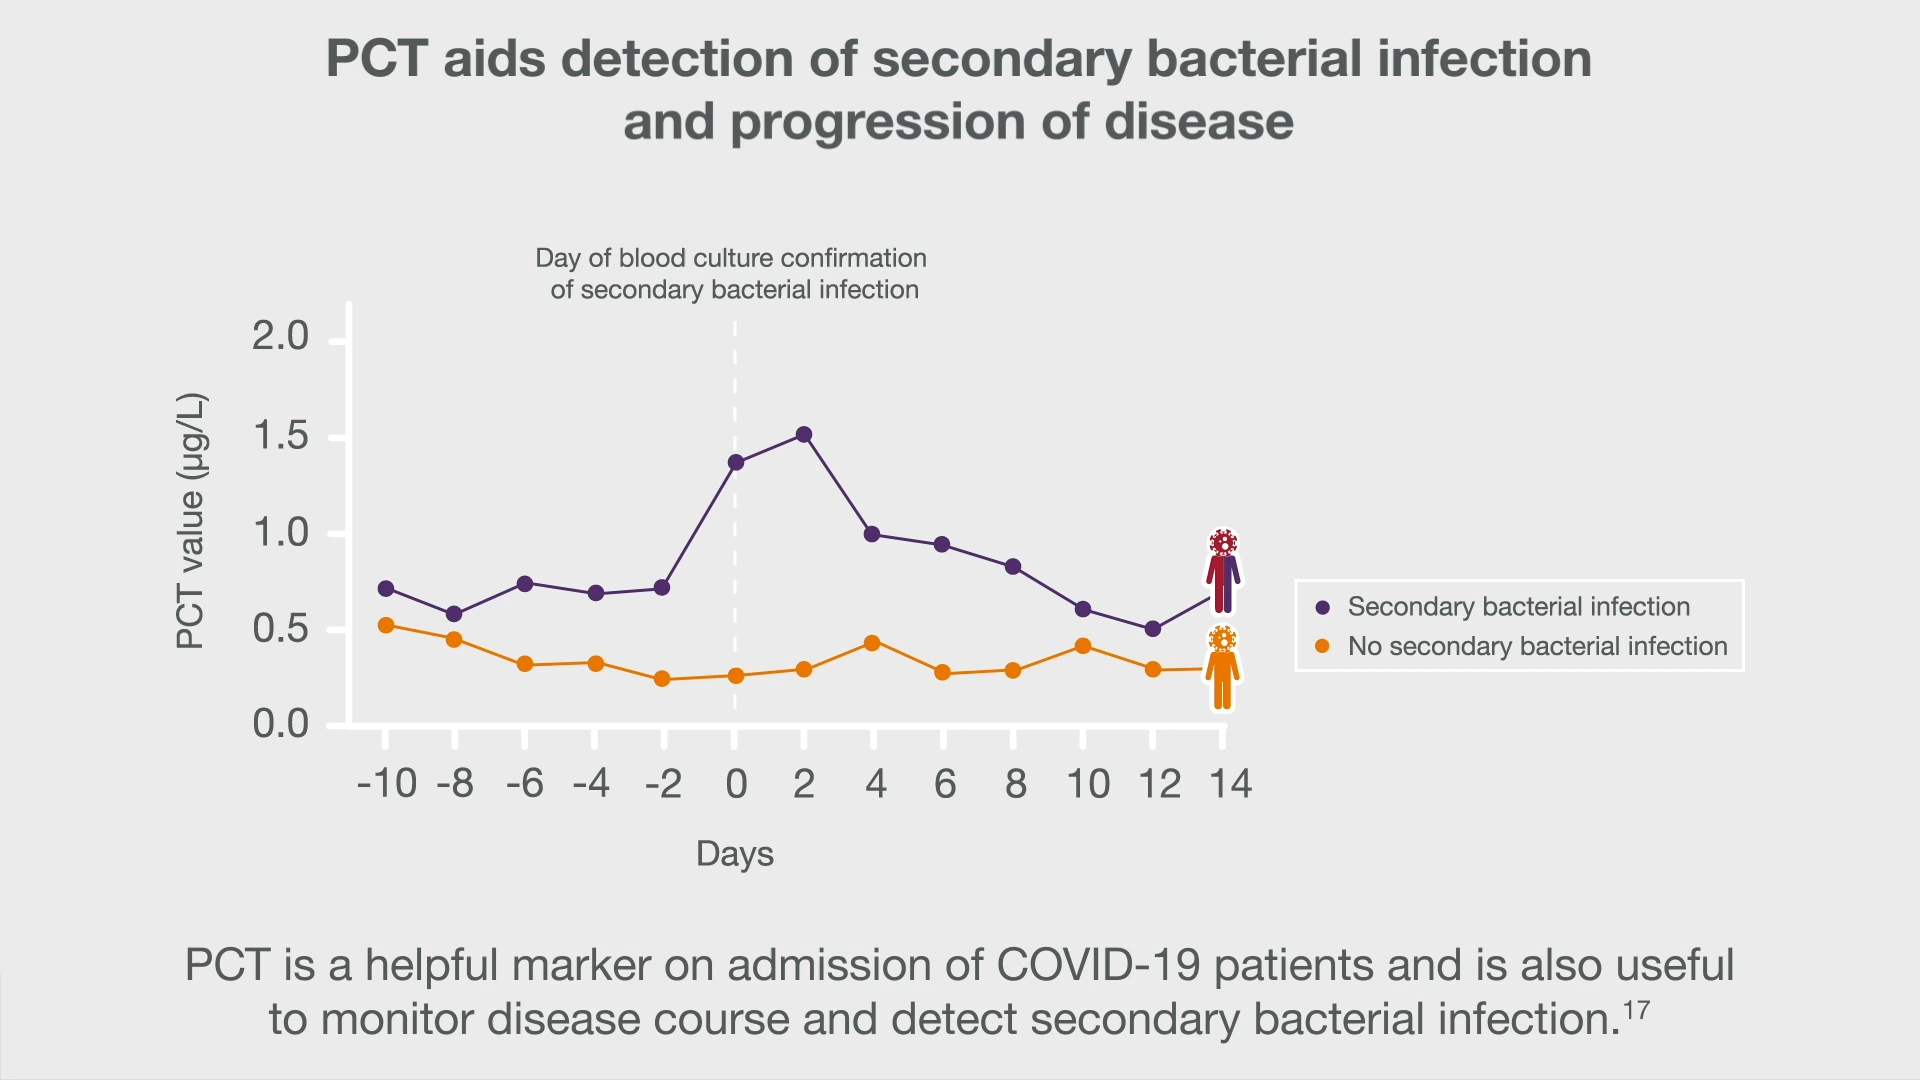 PCT aids detection of secondary bacterial infection
and progression of disease
Day of blood culture confirmation
of secondary bacterial infection
PCT value (µg/L)
2.0
1.5
1.0
0.5
0.0
-10 -8 -6 -4 -2 0 2 4 6 8 10 12 14
Days
Secondary bacterial infection
No secondary bacterial infection
PCT is a helpful marker on admission of COVID-19 patients and is also useful
to monitor disease course and detect secondary bacterial infection.¹⁷